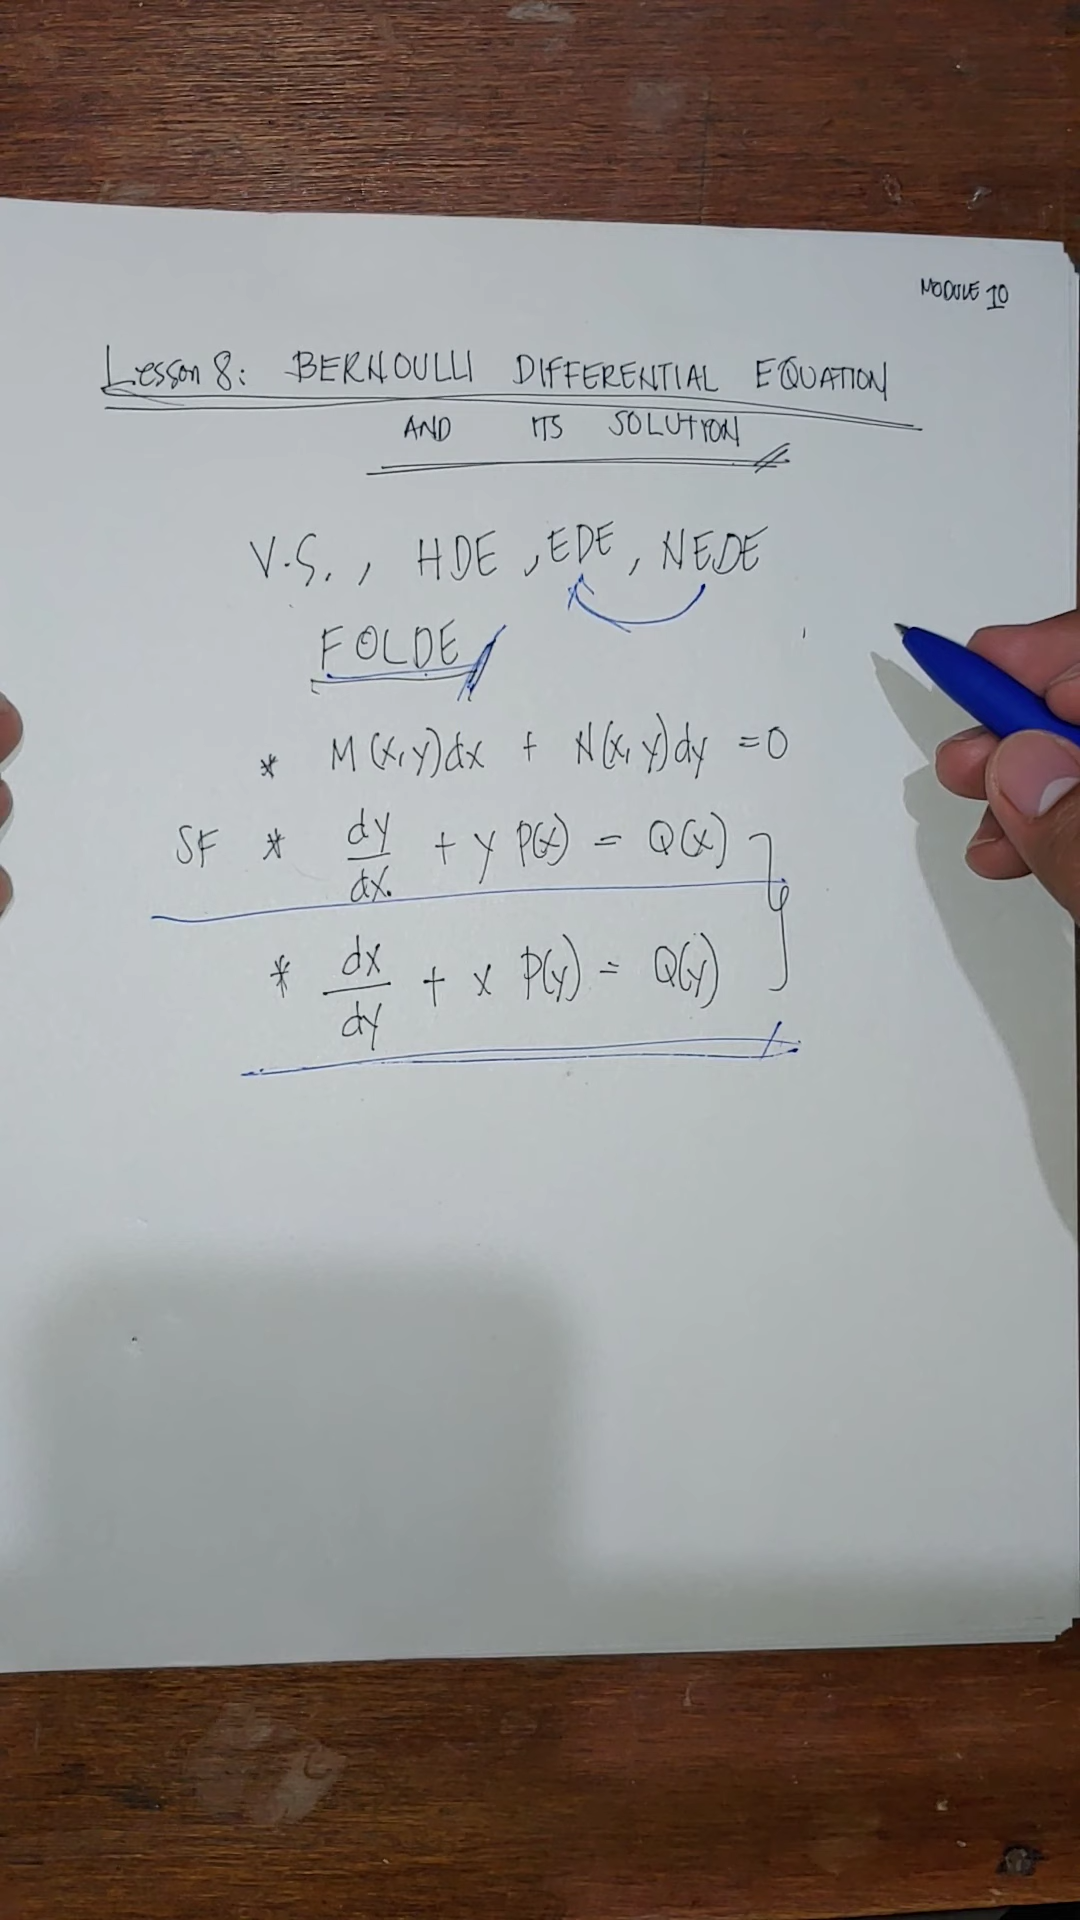 MODULE 10
Lesson 8: BERNOULLI DIFFERENTIAL EQUATION
AND ITS SOLUTION
V.S., HDE, EDE, NEDE
FOLDE
* M(x,y)dx + N(x,y)dy = 0
SF * dy/dx + y P(x) = Q(x)
* dx/dy + x P(y) = Q(y)